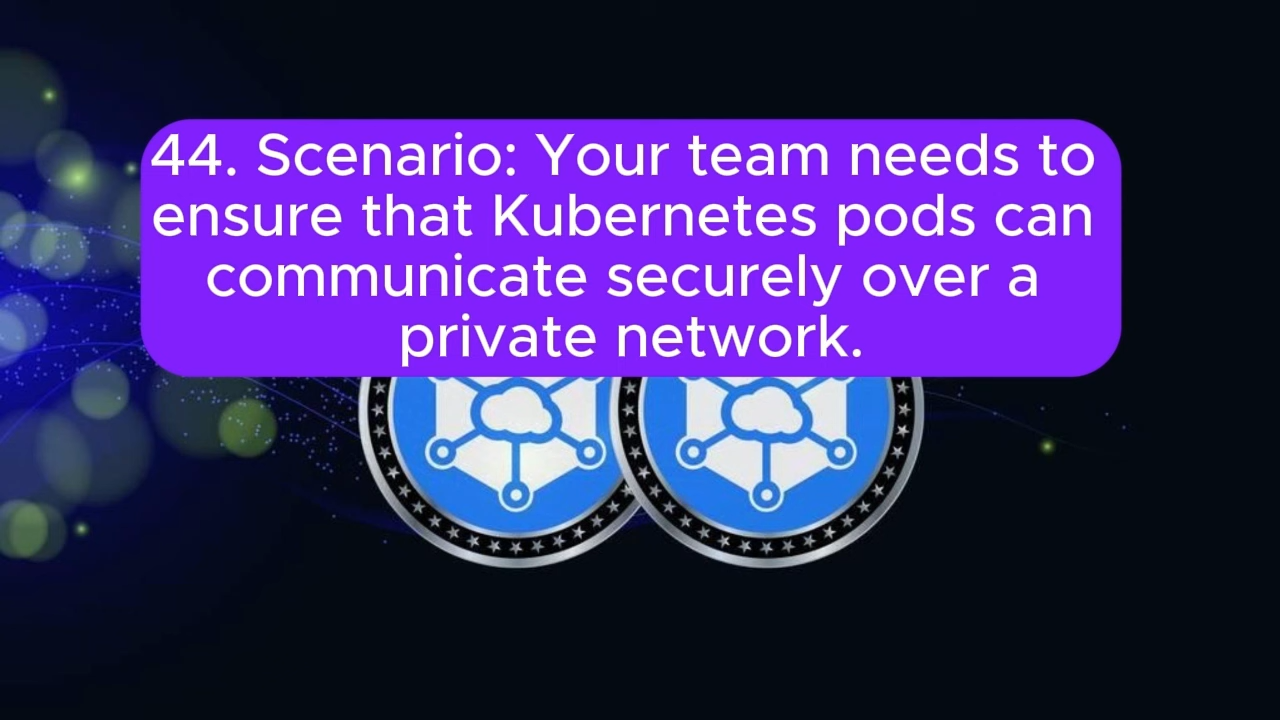 44. Scenario: Your team needs to
ensure that Kubernetes pods can
communicate securely over a
private network.